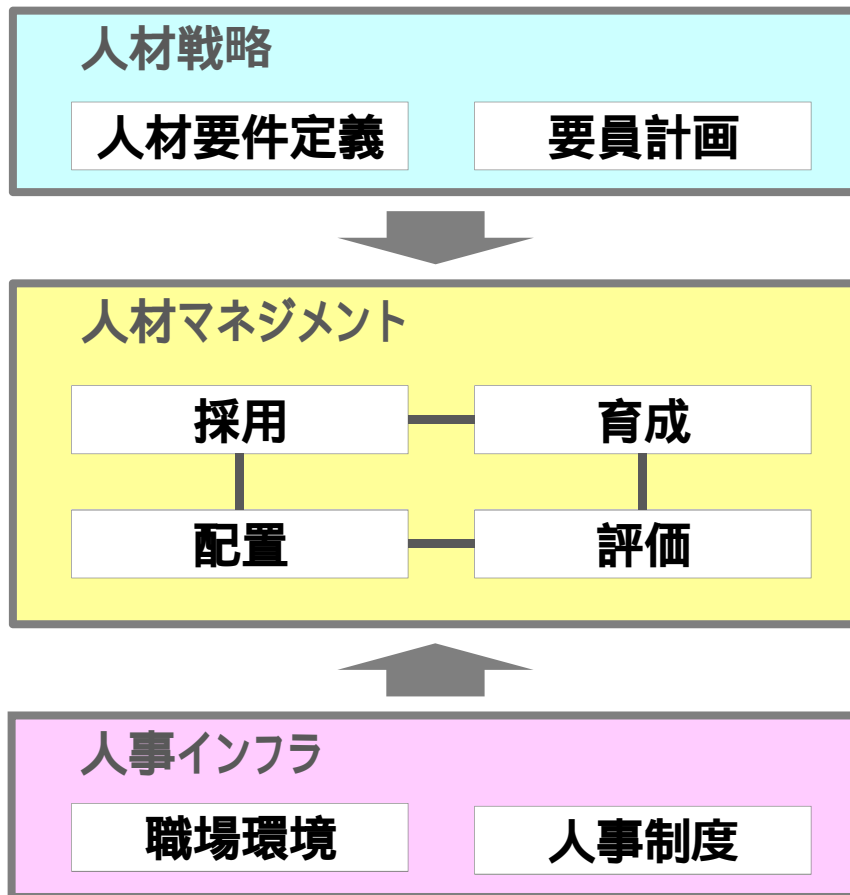 人材戦略
人材要件定義
要員計画
人材マネジメント
採用
育成
配置
評価
人事インフラ
職場環境
人事制度